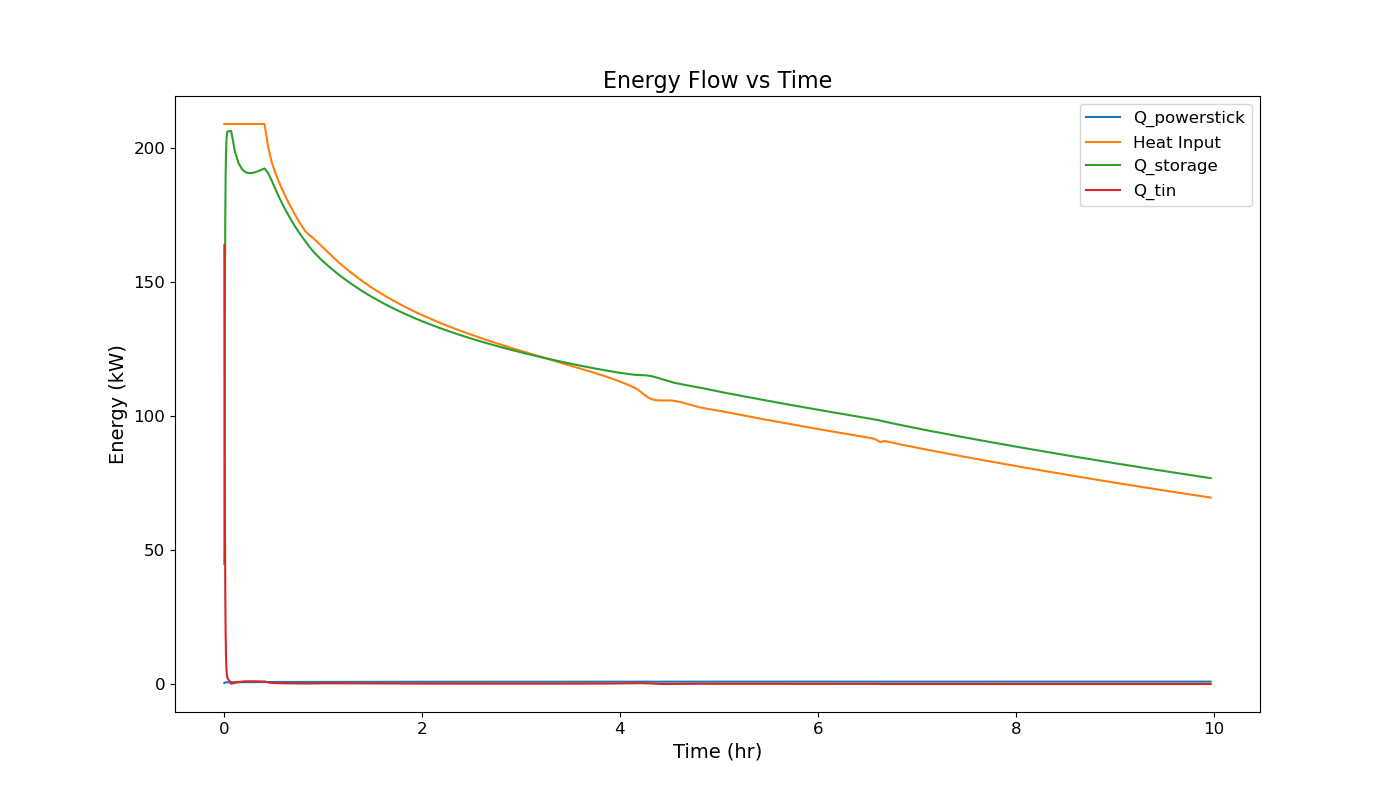 Energy Flow vs Time
Q_powerstick
Heat Input
Q_storage
Q_tin
200
150
100
50
0
Energy (kW)
0 2 4 6 8 10
Time (hr)